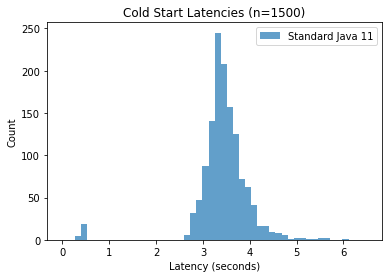 Cold Start Latencies (n=1500)
Standard Java 11
Count
250
200
150
100
50
0
0 1 2 3 4 5 6
Latency (seconds)